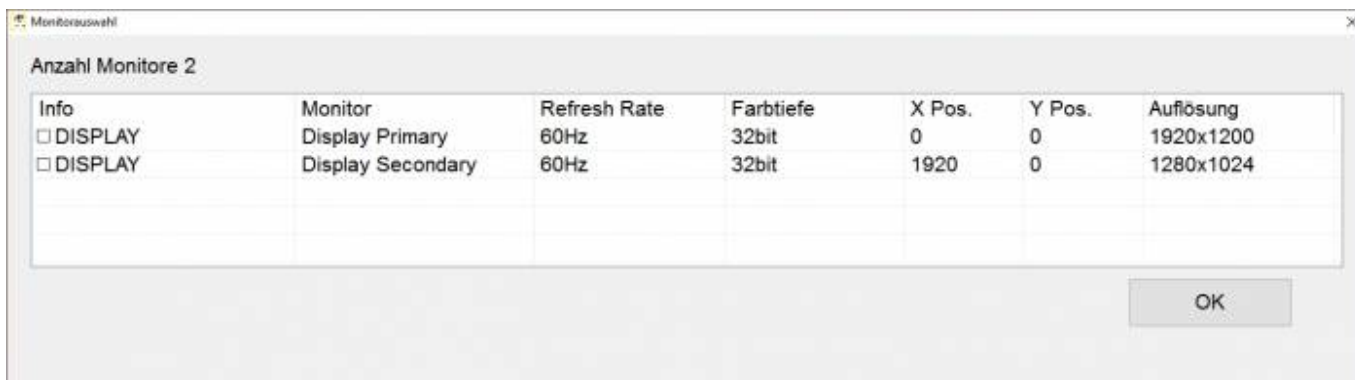 Monitorauswahl
Anzahl Monitore 2
Info Monitor Refresh Rate Farbtiefe X Pos. Y Pos. Auflösung
DISPLAY Display Primary 60Hz 32bit 0 0 1920x1200
DISPLAY Display Secondary 60Hz 32bit 1920 0 1280x1024
OK